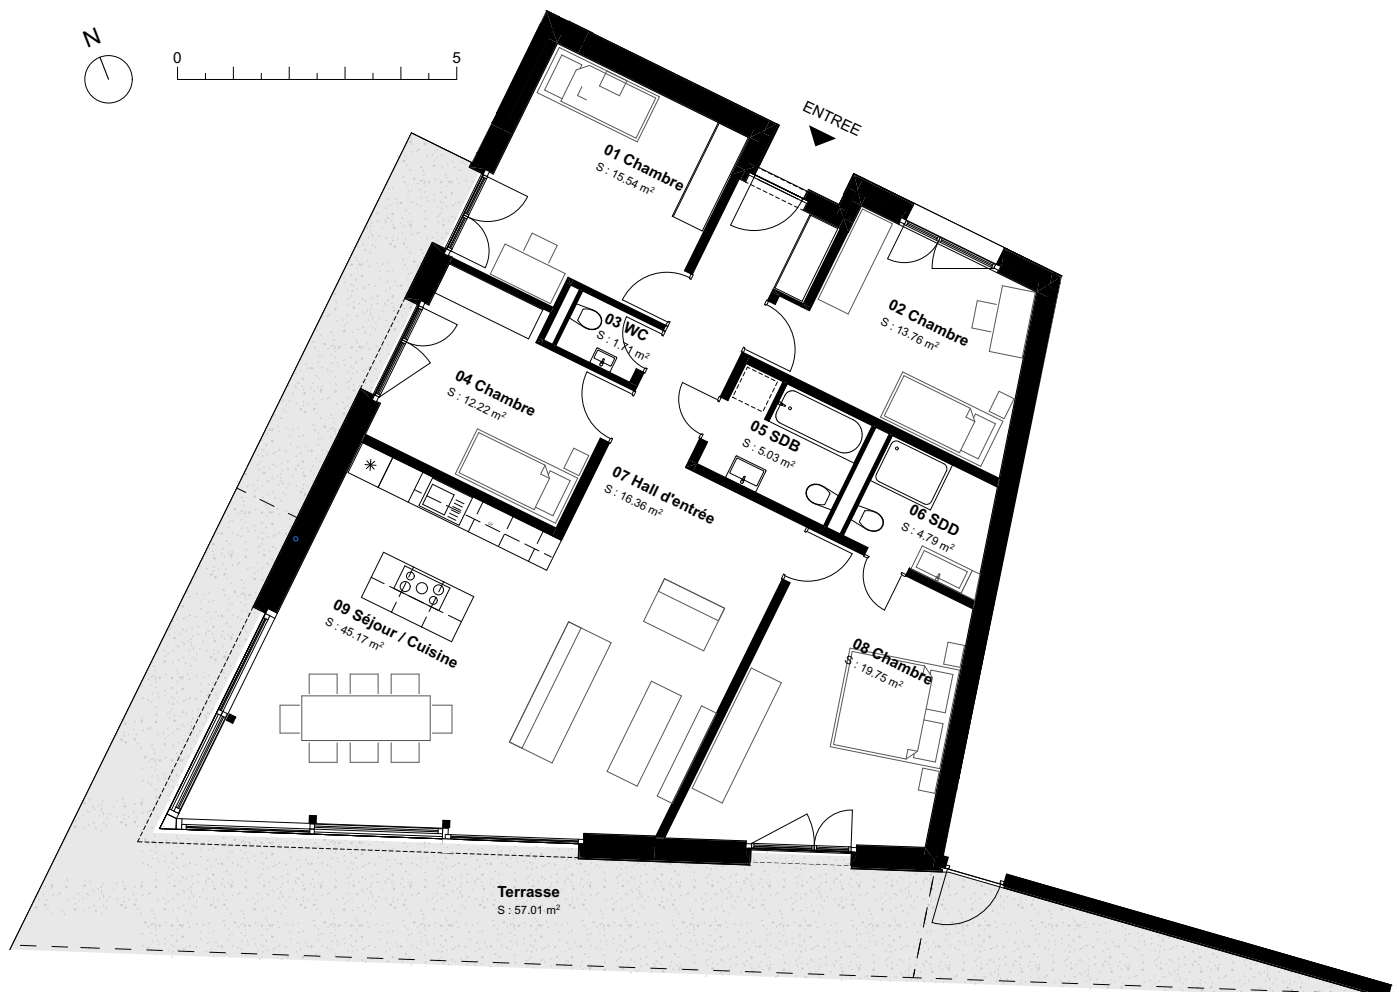 N
0
5
ENTREE
01 Chambre
S : 15.54 m²
02 Chambre
S : 13.76 m²
03 WC
S : 1.71 m²
04 Chambre
S : 12.22 m²
05 SDB
S : 5.03 m²
06 SDD
S : 4.79 m²
07 Hall d'entrée
S : 16.36 m²
08 Chambre
S : 19.75 m²
09 Séjour / Cuisine
S : 45.17 m²
Terrasse
S : 57.01 m²